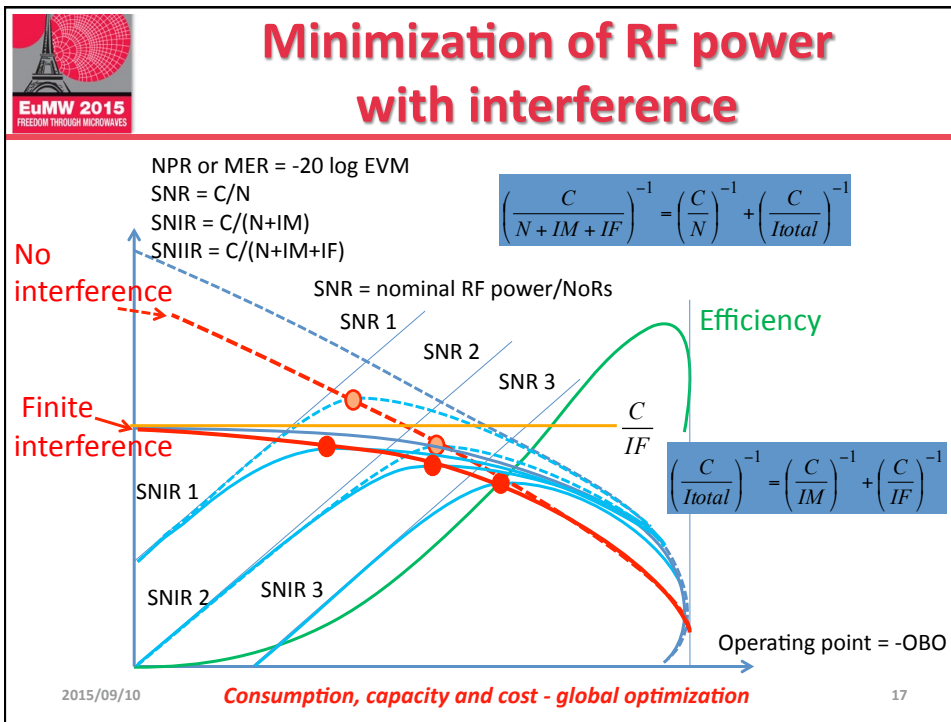 Minimization of RF power
with interference
EuMW 2015
FREEDOM THROUGH MICROWAVES
NPR or MER = -20 log EVM
SNR = C/N
SNIR = C/(N+IM)
SNIIR = C/(N+IM+IF)
(C / (N + IM + IF))^-1 = (C / N)^-1 + (C / Itotal)^-1
No
interference
SNR = nominal RF power/NoRs
SNR 1
SNR 2
SNR 3
Efficiency
Finite
interference
C / IF
(C / Itotal)^-1 = (C / IM)^-1 + (C / IF)^-1
SNIR 1
SNIR 2
SNIR 3
Operating point = -OBO
2015/09/10
Consumption, capacity and cost - global optimization
17